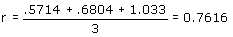 r = .5714 + .6804 + 1.033 / 3 = 0.7616